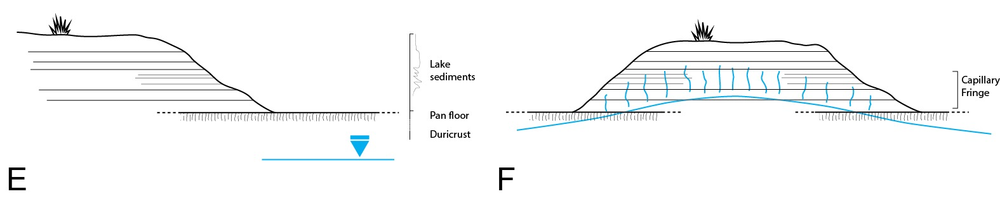 Lake
sediments
Pan floor
Duricrust
E
Capillary
Fringe
F